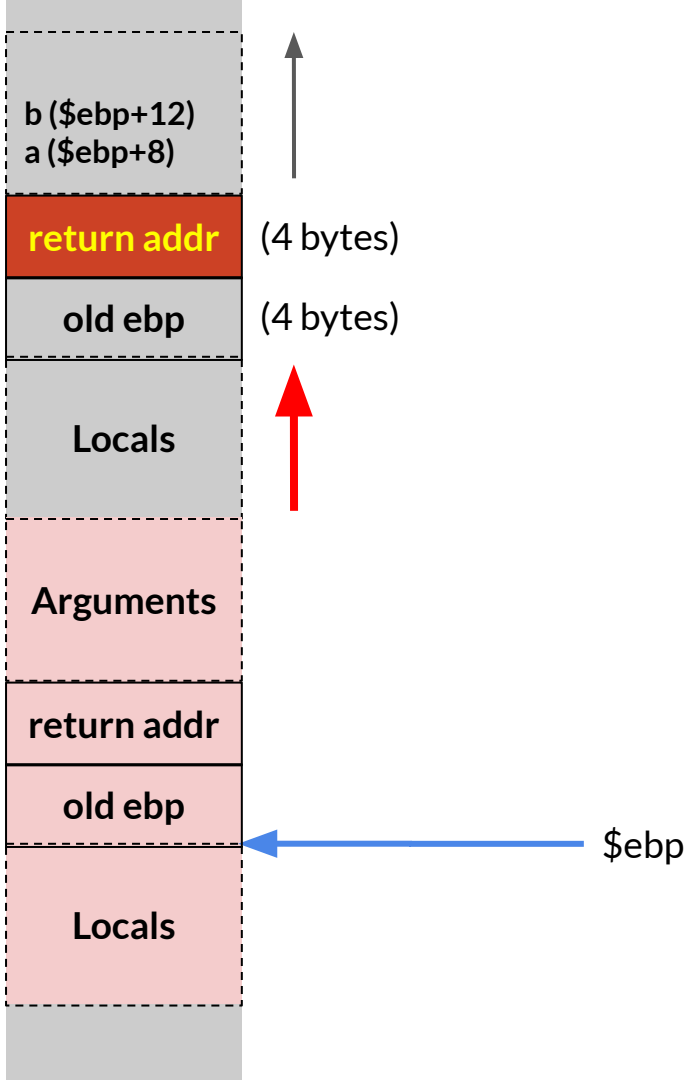 b ($ebp+12)
a ($ebp+8)
return addr (4 bytes)
old ebp (4 bytes)
Locals
Arguments
return addr
old ebp
$ebp
Locals